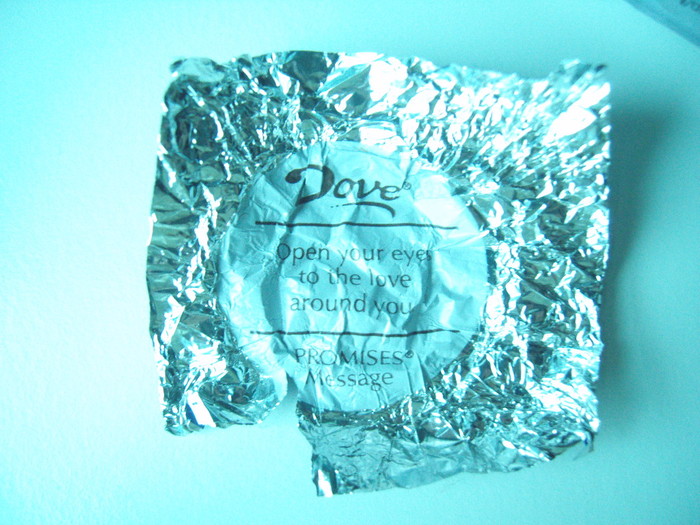 Dove®
Open your eyes
to the love
around you
PROMISES®
Message